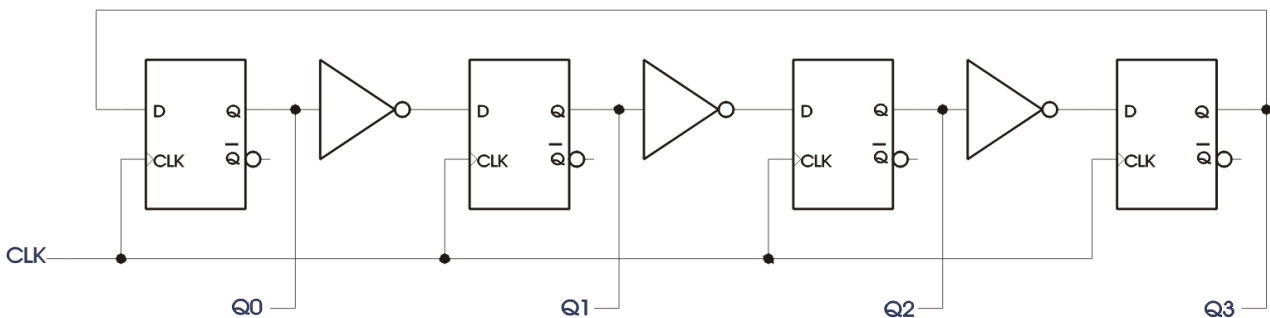 D Q D Q D Q D Q
CLK Q CLK Q CLK Q CLK Q
CLK
Q0 Q1 Q2 Q3